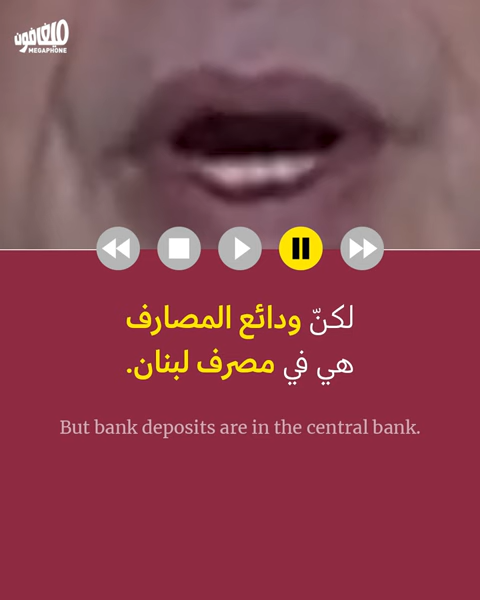 ميغافون
MEGAPHONE
لكنّ ودائع المصارف
هي في مصرف لبنان.
But bank deposits are in the central bank.